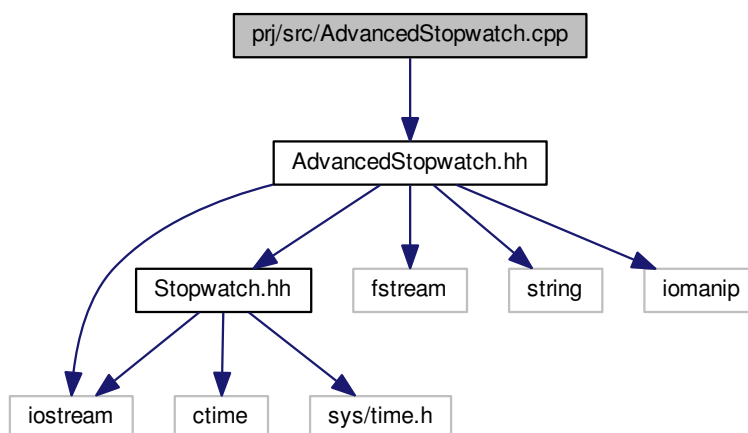 prj/src/AdvancedStopwatch.cpp
AdvancedStopwatch.hh
Stopwatch.hh
fstream
string
iomanip
iostream
ctime
sys/time.h